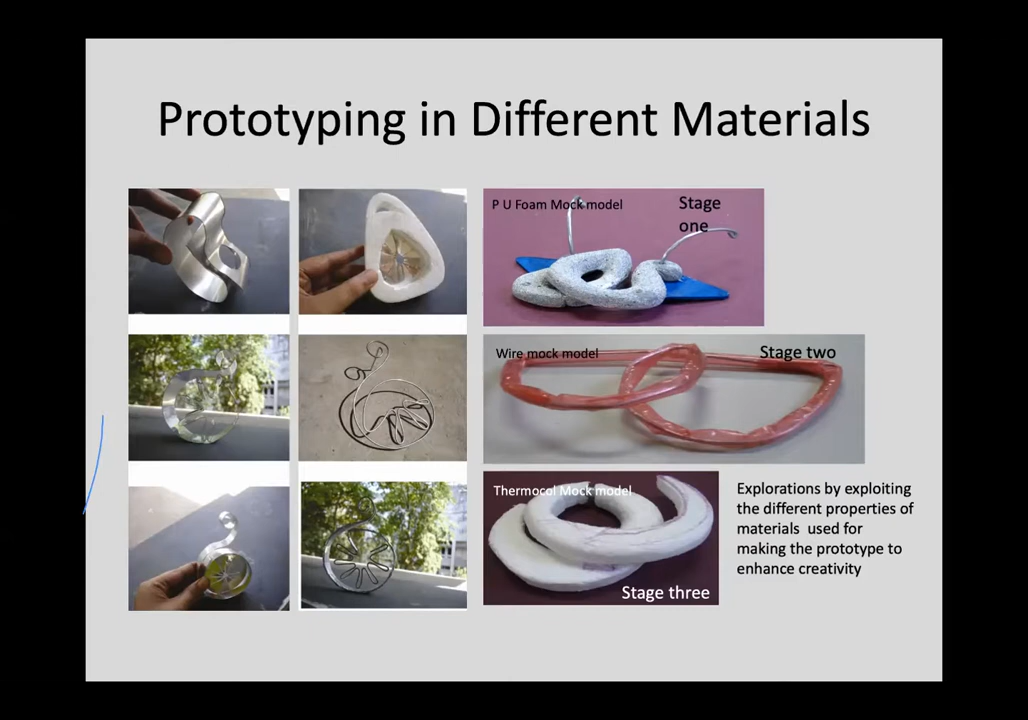 Prototyping in Different Materials
P U Foam Mock model
Stage
one
Wire mock model
Stage two
Thermocol Mock model
Stage three
Explorations by exploiting
the different properties of
materials used for
making the prototype to
enhance creativity